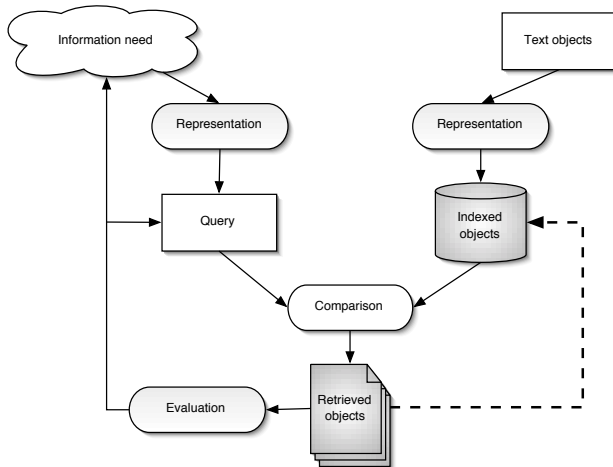 Information need
Text objects
Representation
Representation
Query
Indexed
objects
Comparison
Evaluation
Retrieved
objects